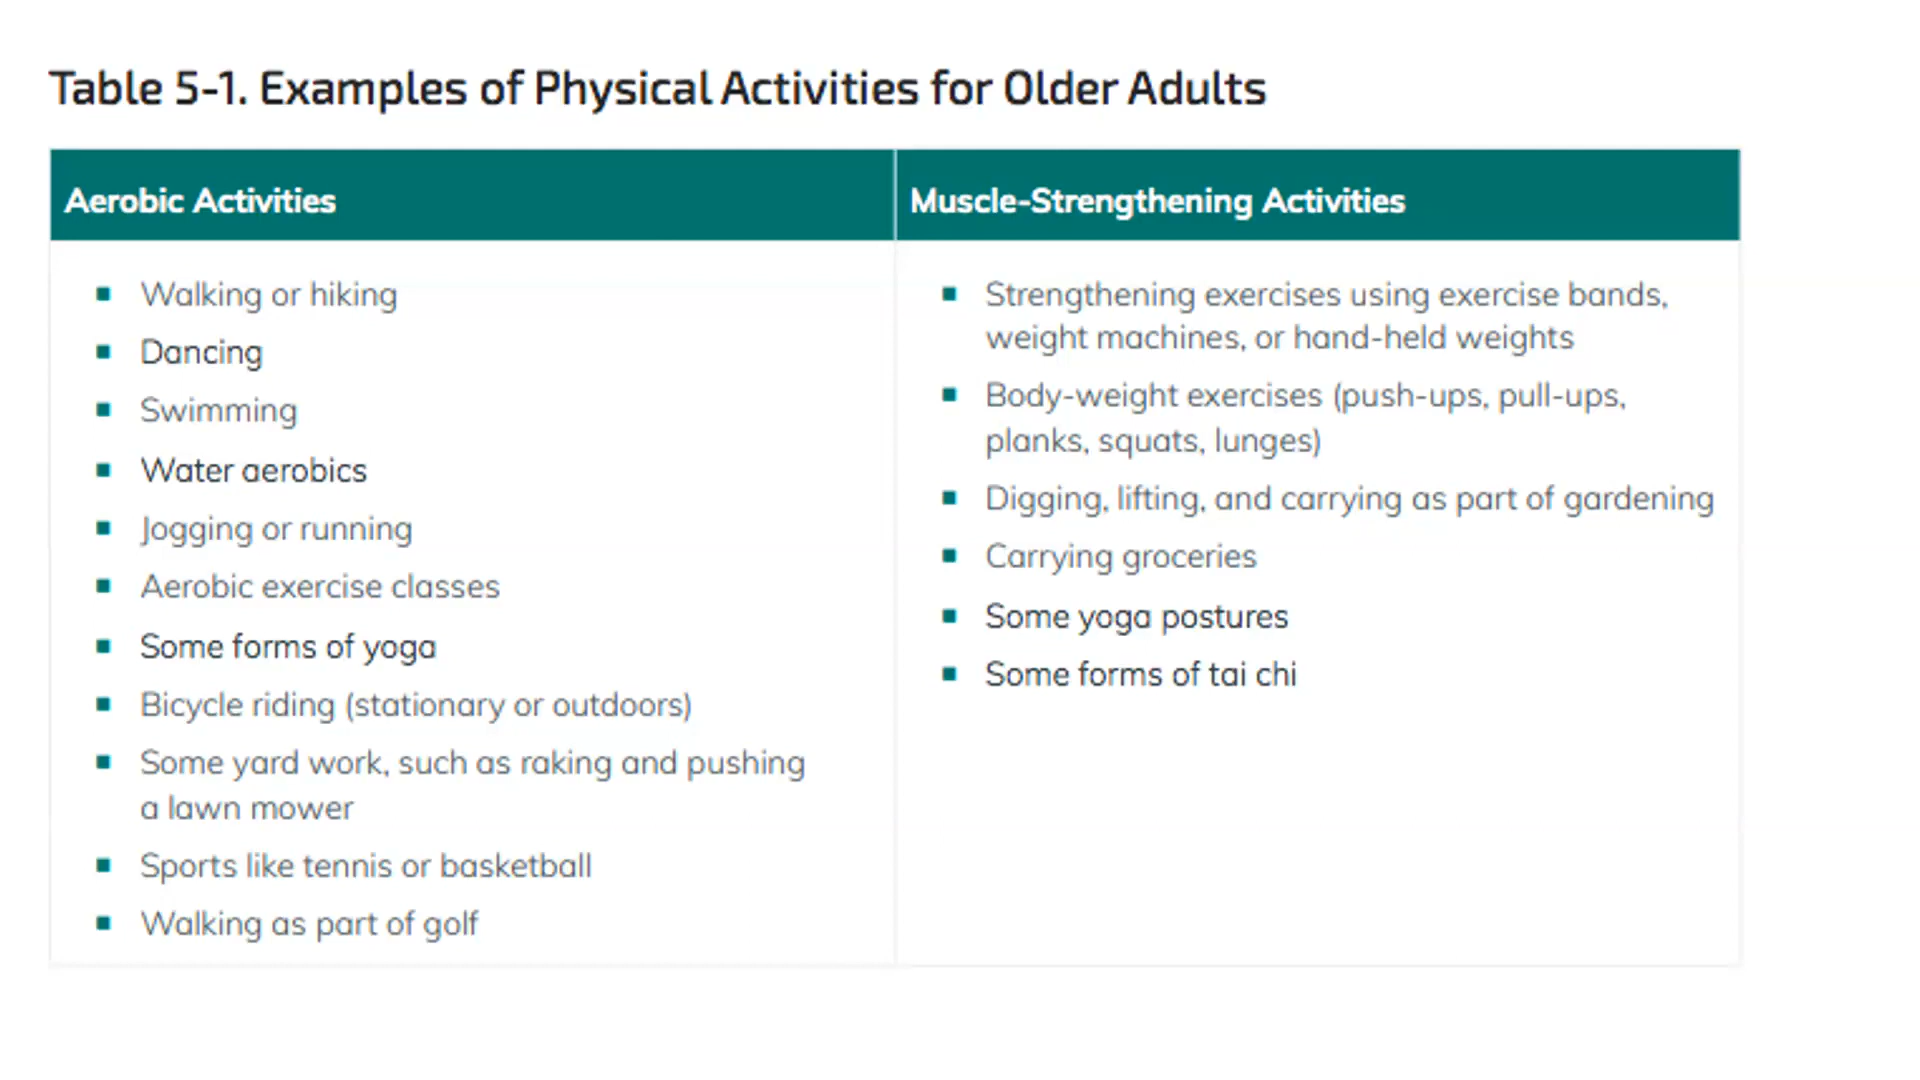 Table 5-1. Examples of Physical Activities for Older Adults
Aerobic Activities
Walking or hiking
Dancing
Swimming
Water aerobics
Jogging or running
Aerobic exercise classes
Some forms of yoga
Bicycle riding (stationary or outdoors)
Some yard work, such as raking and pushing
a lawn mower
Sports like tennis or basketball
Walking as part of golf
Muscle-Strengthening Activities
Strengthening exercises using exercise bands,
weight machines, or hand-held weights
Body-weight exercises (push-ups, pull-ups,
planks, squats, lunges)
Digging, lifting, and carrying as part of gardening
Carrying groceries
Some yoga postures
Some forms of tai chi